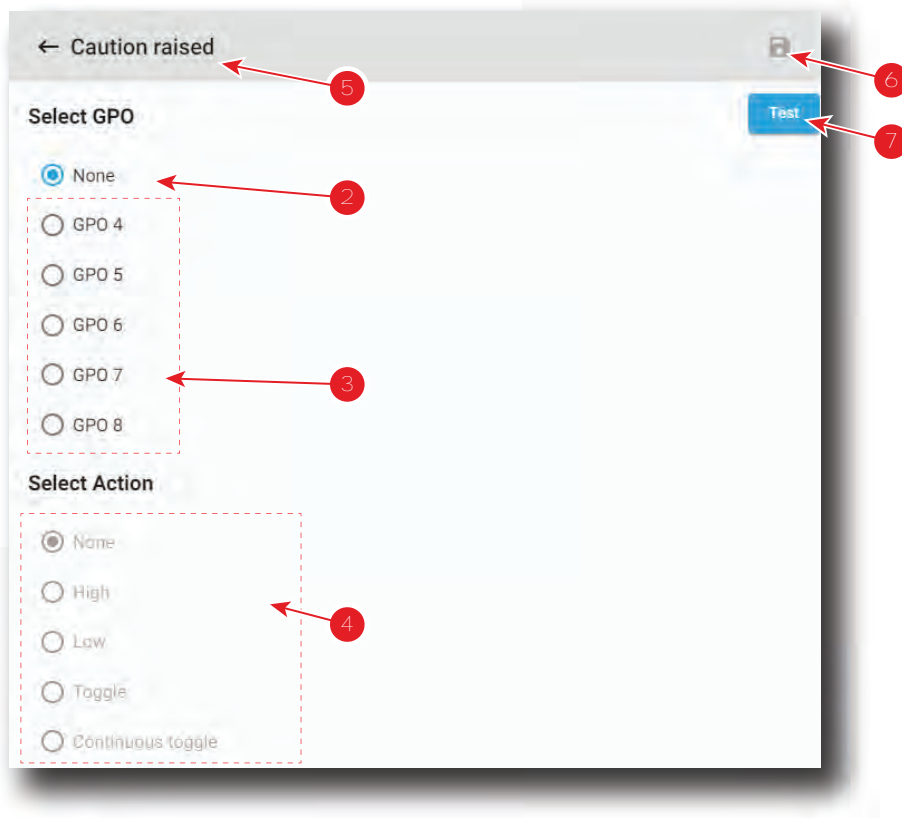 Caution raised
5
6
Select GPO
Test
7
None
2
GPO 4
GPO 5
GPO 6
GPO 7
3
GPO 8
Select Action
None
High
4
Low
Toggle
Continuous toggle